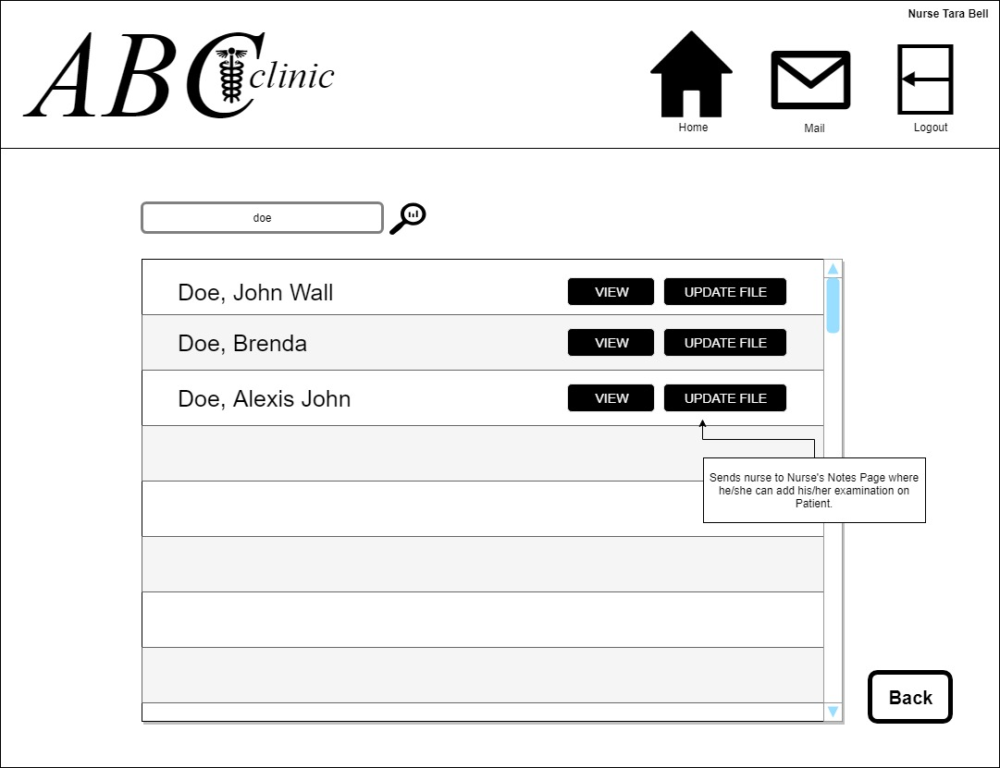 Nurse Tara Bell
ABC clinic
Home
Mail
Logout
doe
Doe, John Wall
VIEW
UPDATE FILE
Doe, Brenda
VIEW
UPDATE FILE
Doe, Alexis John
VIEW
UPDATE FILE
Sends nurse to Nurse's Notes Page where
he/she can add his/her examination on
Patient.
Back